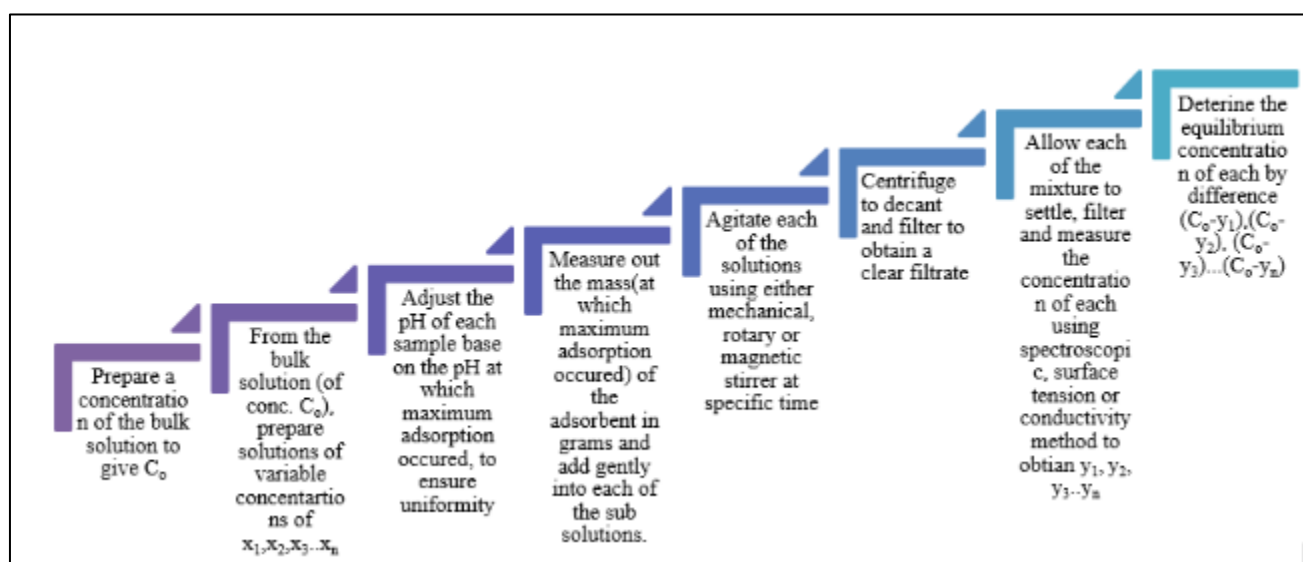 Prepare a
concentratio
n of the bulk
solution to
give Cₒ
From the
bulk
solution (of
conc. Cₒ),
prepare
solutions of
variable
concentartio
ns of
x₁,x₂,x₃..xₙ
Adjust the
pH of each
sample base
on the pH at
which
maximum
adsorption
occured, to
ensure
uniformity
Measure out
the mass(at
which
maximum
adsorption
occured) of
the
adsorbent in
grams and
add gently
into each of
the sub
solutions.
Agitate each
of the
solutions
using either
mechanical,
rotary or
magnetic
stirrer at
specific time
Centrifuge
to decant
and filter to
obtain a
clear filtrate
Allow each
of the
mixture to
settle, filter
and measure
the
concentratio
n of each
using
spectroscopi
c, surface
tension or
conductivity
method to
obtian y₁, y₂,
y₃..yₙ
Deterine the
equilibrium
concentratio
n of each by
difference
(Cₒ-y₁),(Cₒ-
y₂), (Cₒ-
y₃)...(Cₒ-yₙ)